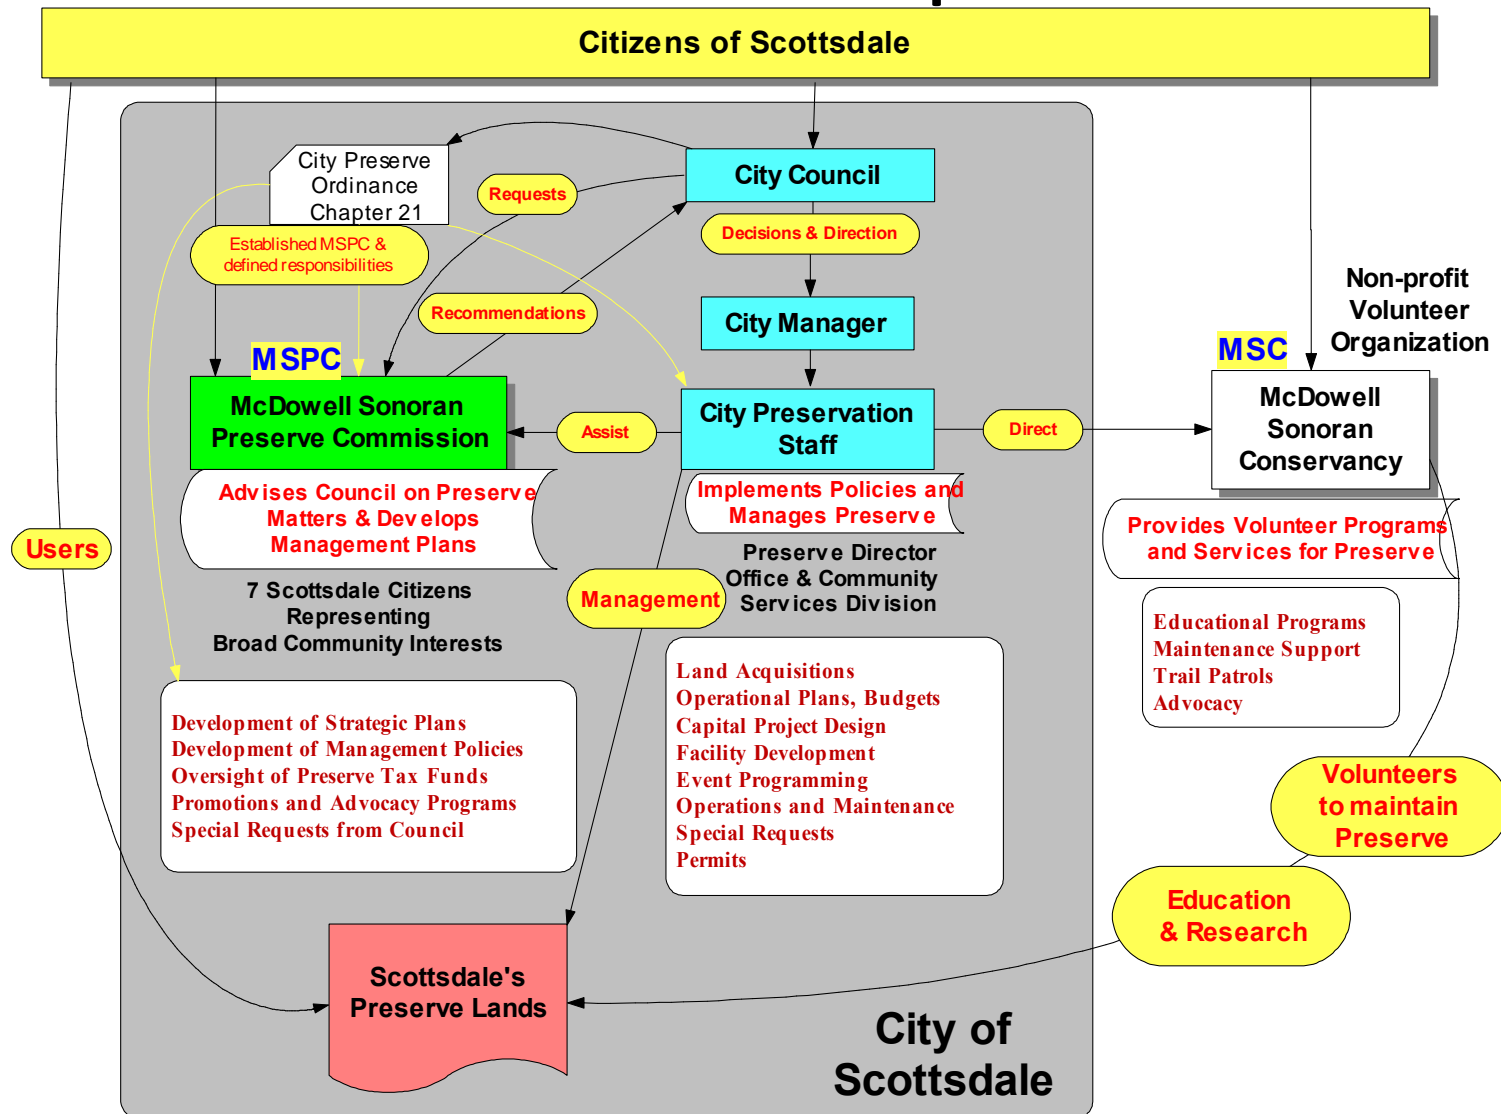 Citizens of Scottsdale
City Preserve
Ordinance
Chapter 21
City Council
Requests
Decisions & Direction
Established MSPC &
defined responsibilities
Recommendations
City Manager
Non-profit
Volunteer
Organization
MSPC
MSC
McDowell Sonoran
Preserve Commission
Assist
City Preservation
Staff
Direct
McDowell
Sonoran
Conservancy
Advises Council on Preserve
Matters & Develops
Management Plans
Implements Policies and
Manages Preserve
Provides Volunteer Programs
and Services for Preserve
Users
7 Scottsdale Citizens
Representing
Broad Community Interests
Preserve Director
Office & Community
Services Division
Management
Educational Programs
Maintenance Support
Trail Patrols
Advocacy
Development of Strategic Plans
Development of Management Policies
Oversight of Preserve Tax Funds
Promotions and Advocacy Programs
Special Requests from Council
Land Acquisitions
Operational Plans, Budgets
Capital Project Design
Facility Development
Event Programming
Operations and Maintenance
Special Requests
Permits
Volunteers
to maintain
Preserve
Education
& Research
Scottsdale's
Preserve Lands
City of
Scottsdale